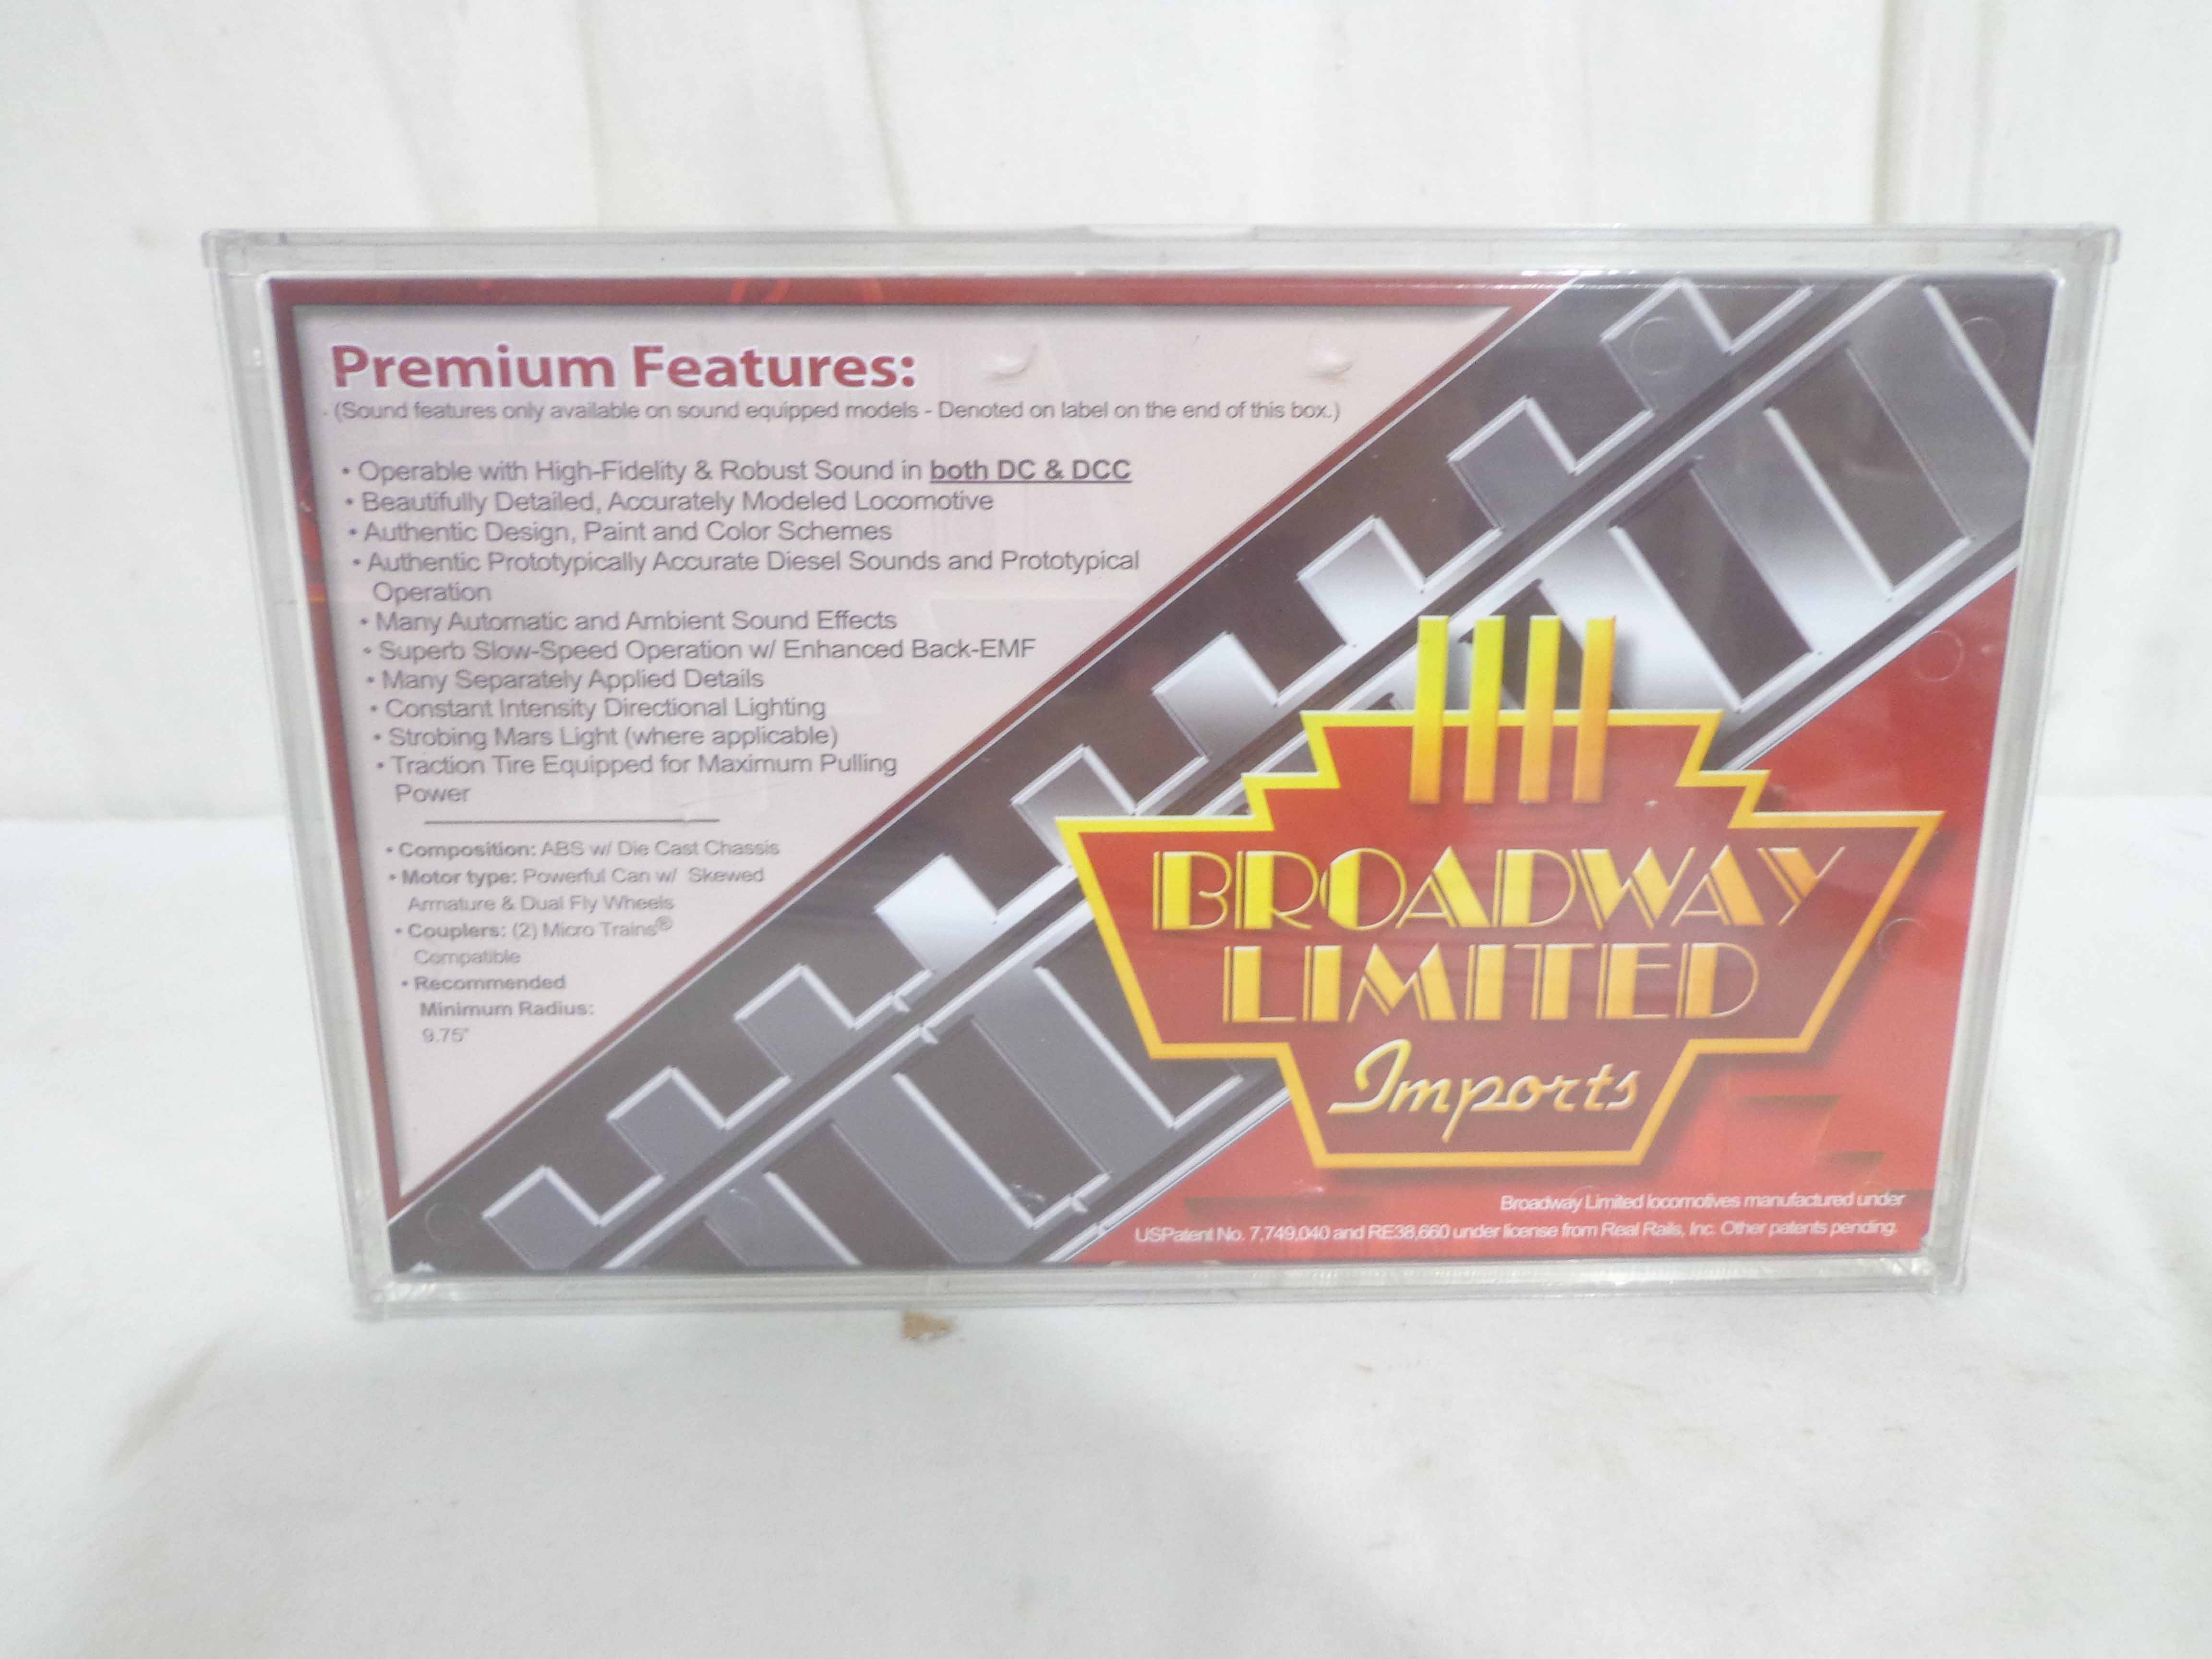 Premium Features:
(Sound features only available on sound equipped models - Denoted on label on the end of this box.)
• Operable with High-Fidelity & Robust Sound in both DC & DCC
• Beautifully Detailed, Accurately Modeled Locomotive
• Authentic Design, Paint and Color Schemes
• Authentic Prototypically Accurate Diesel Sounds and Prototypical
Operation
• Many Automatic and Ambient Sound Effects
• Superb Slow-Speed Operation w/ Enhanced Back-EMF
• Many Separately Applied Details
• Constant Intensity Directional Lighting
• Strobing Mars Light (where applicable)
• Traction Tire Equipped for Maximum Pulling
Power
• Composition: ABS w/ Die Cast Chassis
• Motor type: Powerful Can w/ Skewed
Armature & Dual Fly Wheels
• Couplers: (2) Micro Trains®
Compatible
• Recommended
Minimum Radius:
9.75"
BROADWAY
LIMITED
Imports
Broadway Limited locomotives manufactured under
USPatent No. 7,749,040 and RE38,660 under license from Real Rails, Inc. Other patents pending.